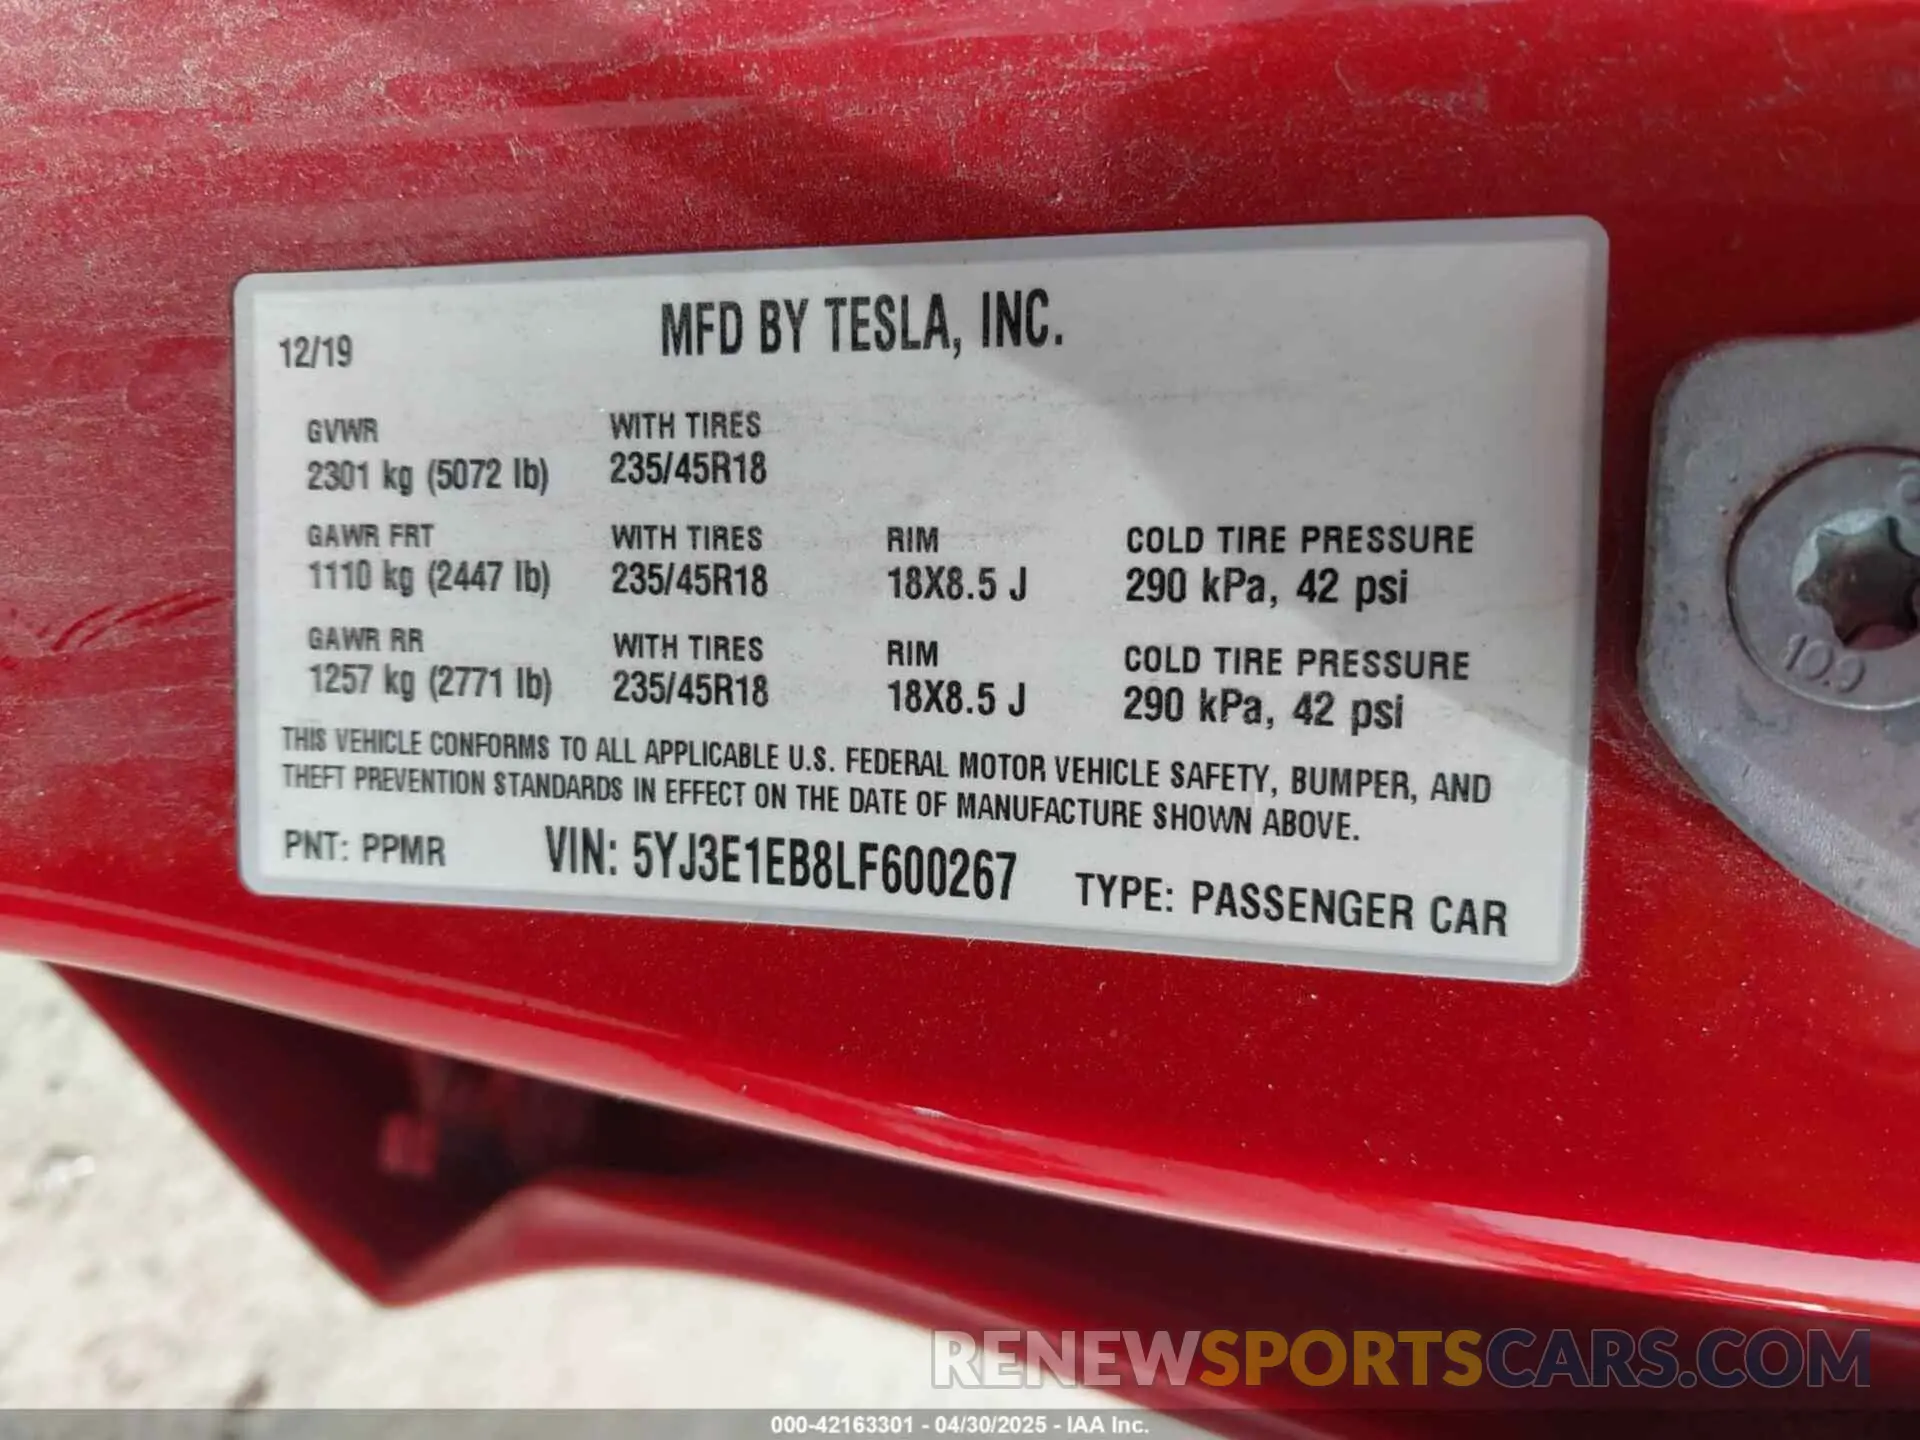 12/19
MFD BY TESLA, INC.
GVWR WITH TIRES
2301 kg (5072 lb) 235/45R18
GAWR FRT WITH TIRES RIM COLD TIRE PRESSURE
1110 kg (2447 lb) 235/45R18 18X8.5 J 290 kPa, 42 psi
GAWR RR WITH TIRES RIM COLD TIRE PRESSURE
1257 kg (2771 lb) 235/45R18 18X8.5 J 290 kPa, 42 psi
THIS VEHICLE CONFORMS TO ALL APPLICABLE U.S. FEDERAL MOTOR VEHICLE SAFETY, BUMPER, AND
THEFT PREVENTION STANDARDS IN EFFECT ON THE DATE OF MANUFACTURE SHOWN ABOVE.
PNT: PPMR VIN: 5YJ3E1EB8LF600267 TYPE: PASSENGER CAR
10.9
RENEWSPORTSCARS.COM
000-42163301 - 04/30/2025 - IAA Inc.